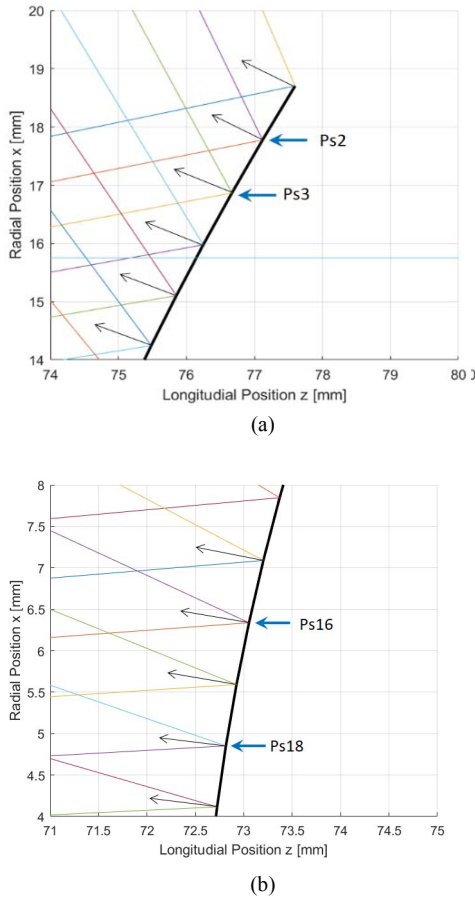 20
19
18
17
16
15
14
Radial Position x [mm]
Ps2
Ps3
74 75 76 77 78 79 80
Longitudial Position z [mm]
(a)
8
7.5
7
6.5
6
5.5
5
4.5
4
Radial Position x [mm]
Ps16
Ps18
71 71.5 72 72.5 73 73.5 74 74.5 75
Longitudial Position z [mm]
(b)